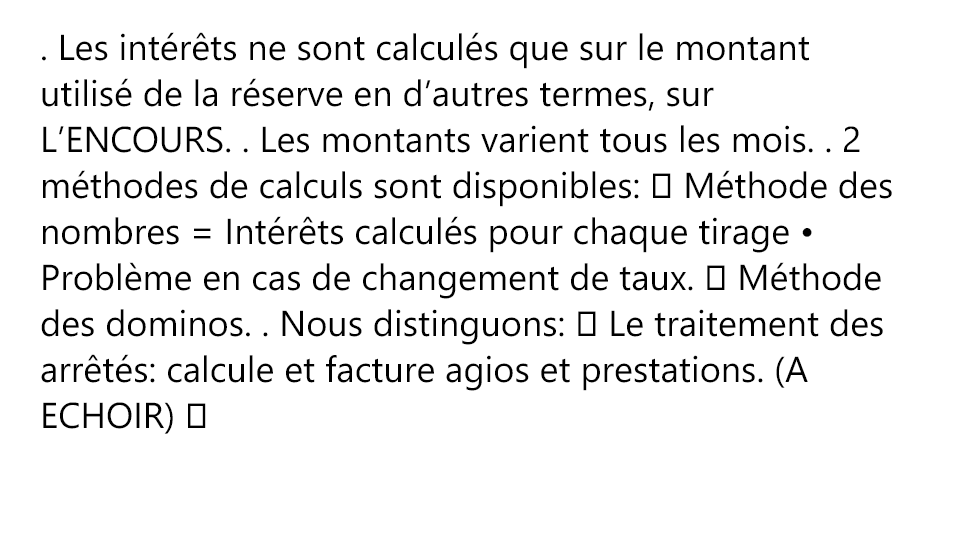 . Les intérêts ne sont calculés que sur le montant
utilisé de la réserve en d’autres termes, sur
L’ENCOURS. . Les montants varient tous les mois. . 2
méthodes de calculs sont disponibles:  Méthode des
nombres = Intérêts calculés pour chaque tirage •
Problème en cas de changement de taux.  Méthode
des dominos. . Nous distinguons:  Le traitement des
arrêtés: calcule et facture agios et prestations. (A
ECHOIR)